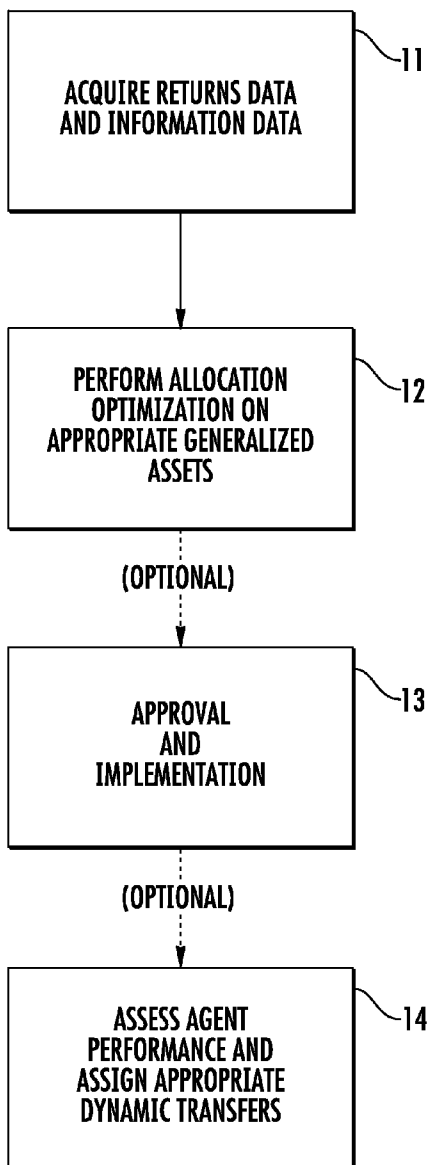 ACQUIRE RETURNS DATA
AND INFORMATION DATA
11
PERFORM ALLOCATION
OPTIMIZATION ON
APPROPRIATE GENERALIZED
ASSETS
12
(OPTIONAL)
APPROVAL
AND
IMPLEMENTATION
13
(OPTIONAL)
ASSESS AGENT
PERFORMANCE AND
ASSIGN APPROPRIATE
DYNAMIC TRANSFERS
14